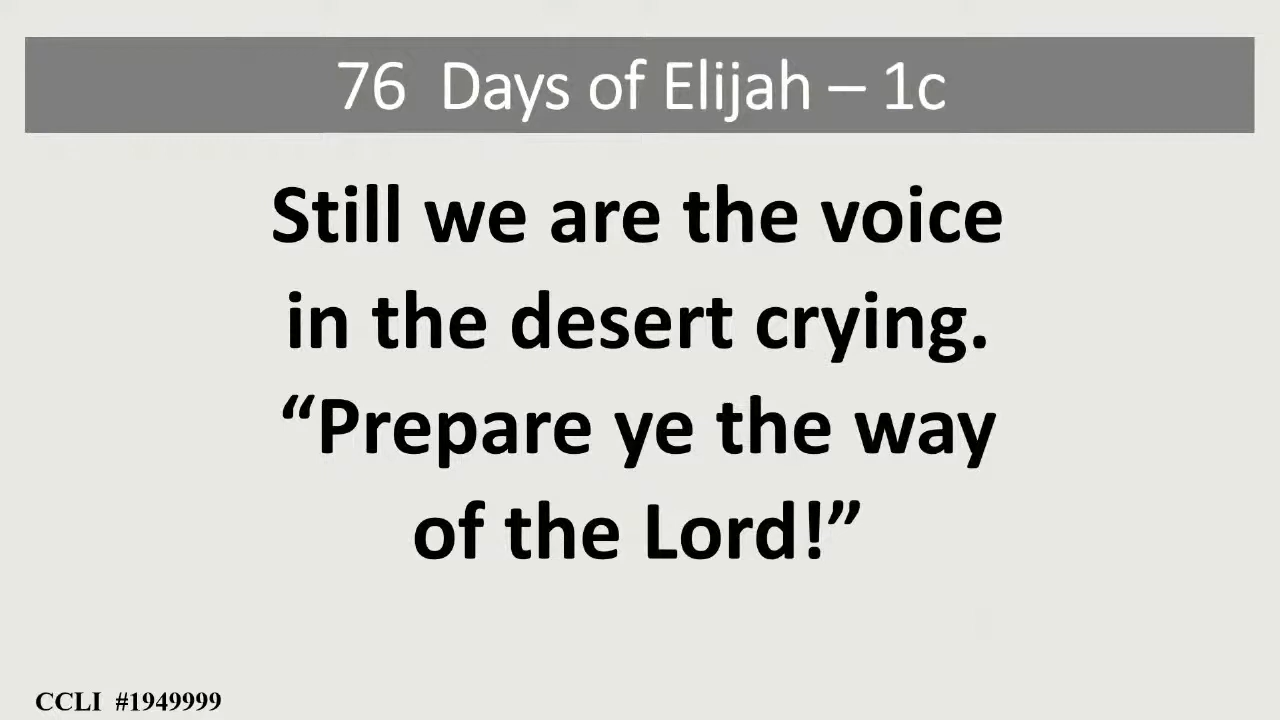 76  Days of Elijah – 1c
Still we are the voice
in the desert crying.
“Prepare ye the way
of the Lord!”
CCLI  #1949999